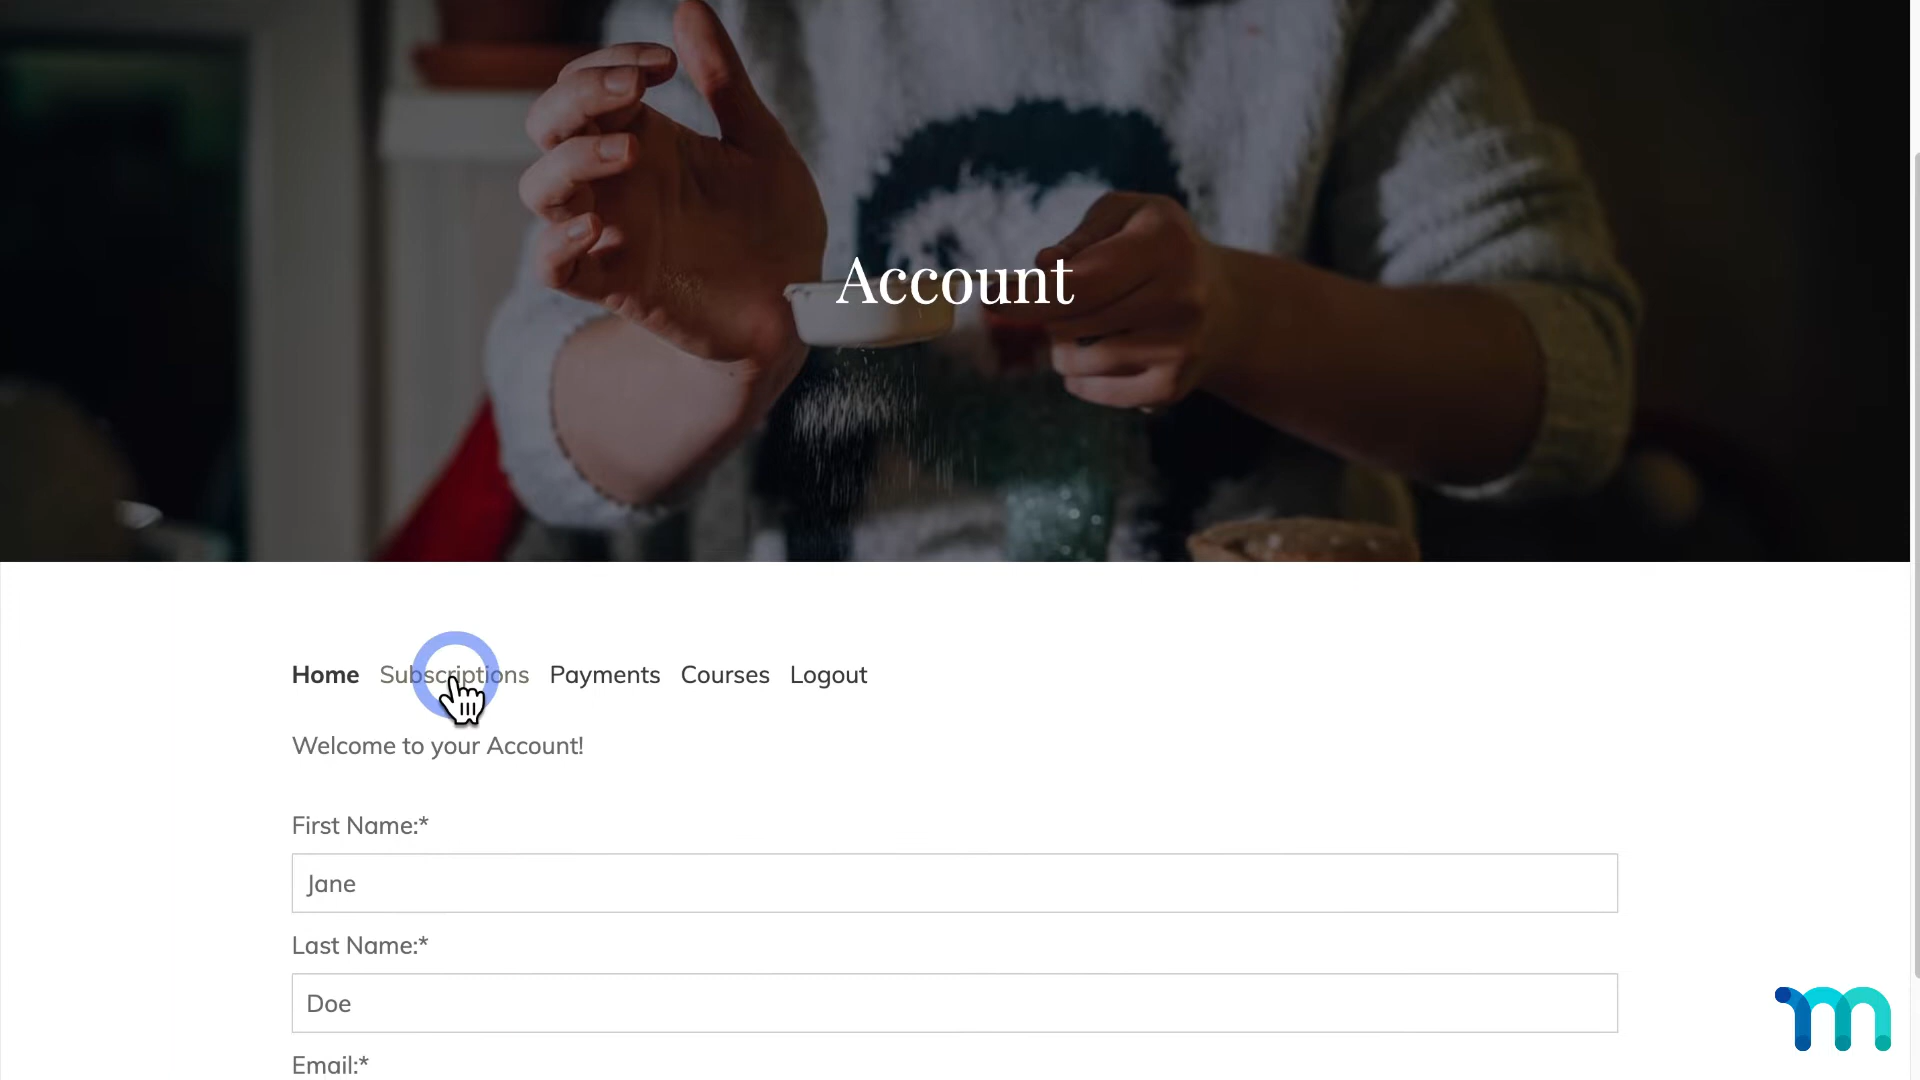 Account
Home Subscriptions Payments Courses Logout
Welcome to your Account!
First Name:*
Jane
Last Name:*
Doe
Email:*